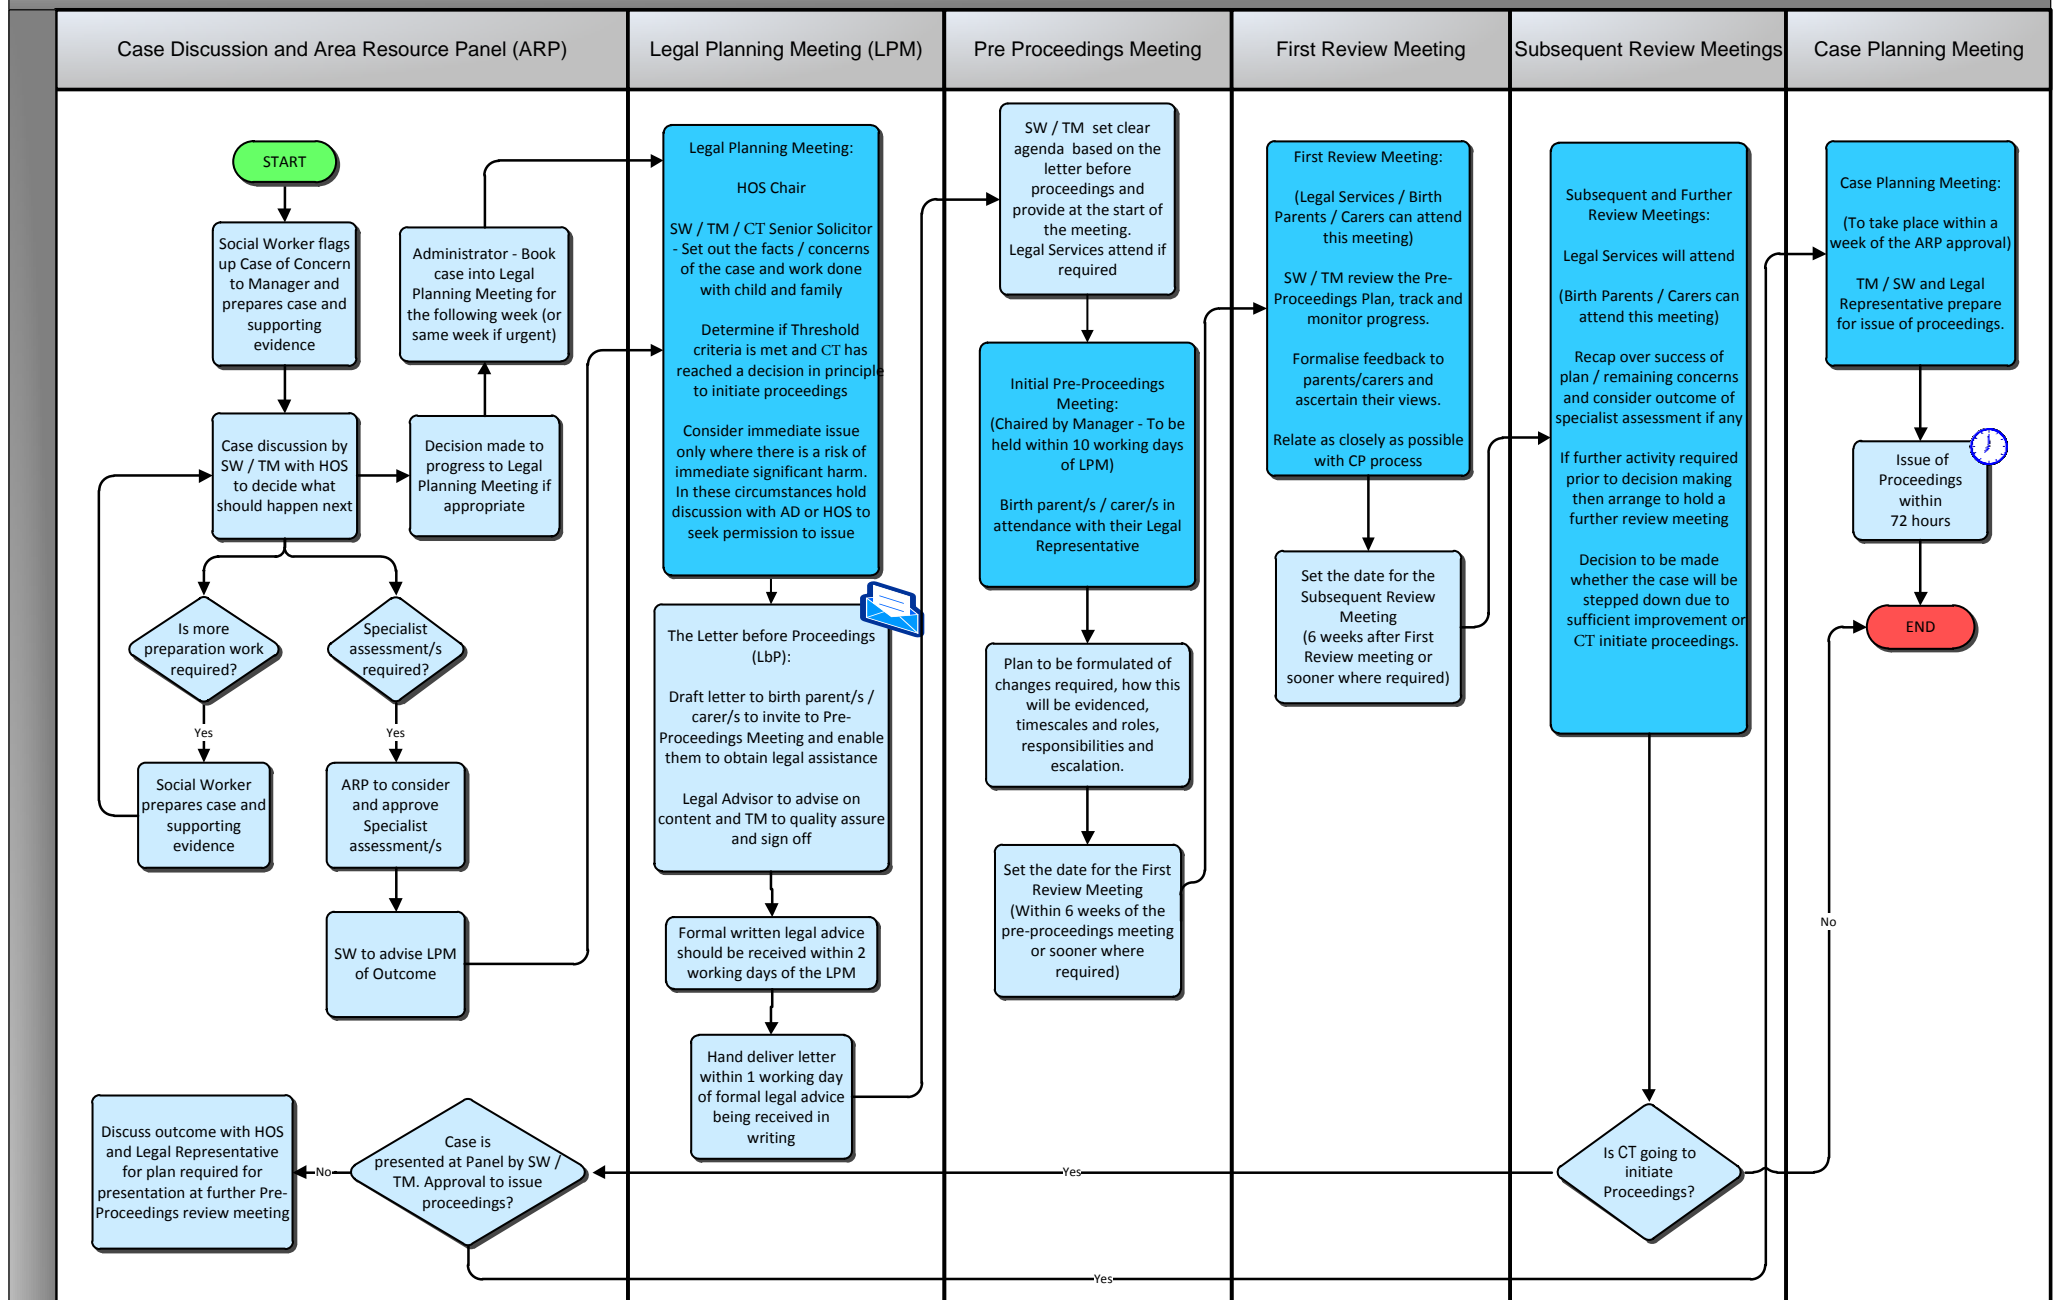 Case Discussion and Area Resource Panel (ARP)
Legal Planning Meeting (LPM)
Pre Proceedings Meeting
First Review Meeting
Subsequent Review Meetings
Case Planning Meeting
START
Social Worker flags
up Case of Concern
to Manager and
prepares case and
supporting
evidence
Case discussion by
SW / TM with HOS
to decide what
should happen next
Administrator - Book
case into Legal
Planning Meeting for
the following week (or
same week if urgent)
Decision made to
progress to Legal
Planning Meeting if
appropriate
Is more
preparation work
required?
Specialist
assessment/s
required?
Yes
Yes
Social Worker
prepares case and
supporting
evidence
ARP to consider
and approve
Specialist
assessment/s
SW to advise LPM
of Outcome
Discuss outcome with HOS
and Legal Representative
for plan required for
presentation at further Pre-
Proceedings review meeting
No
Case is
presented at Panel by SW /
TM. Approval to issue
proceedings?
Legal Planning Meeting:
HOS Chair
SW / TM / CT Senior Solicitor
- Set out the facts / concerns
of the case and work done
with child and family
Determine if Threshold
criteria is met and CT has
reached a decision in principle
to initiate proceedings
Consider immediate issue
only where there is a risk of
immediate significant harm.
In these circumstances hold
discussion with AD or HOS to
seek permission to issue
The Letter before Proceedings
(LbP):
Draft letter to birth parent/s /
carer/s to invite to Pre-
Proceedings Meeting and enable
them to obtain legal assistance
Legal Advisor to advise on
content and TM to quality assure
and sign off
Formal written legal advice
should be received within 2
working days of the LPM
Hand deliver letter
within 1 working day
of formal legal advice
being received in
writing
SW / TM  set clear
agenda  based on the
letter before
proceedings and
provide at the start of
the meeting.
Legal Services attend if
required
Initial Pre-Proceedings
Meeting:
(Chaired by Manager - To be
held within 10 working days
of LPM)
Birth parent/s / carer/s in
attendance with their Legal
Representative
Plan to be formulated of
changes required, how this
will be evidenced,
timescales and roles,
responsibilities and
escalation.
Set the date for the First
Review Meeting
(Within 6 weeks of the
pre-proceedings meeting
or sooner where
required)
Yes
Yes
First Review Meeting:
(Legal Services / Birth
Parents / Carers can attend
this meeting)
SW / TM review the Pre-
Proceedings Plan, track and
monitor progress.
Formalise feedback to
parents/carers and
ascertain their views.
Relate as closely as possible
with CP process
Set the date for the
Subsequent Review
Meeting
(6 weeks after First
Review meeting or
sooner where required)
Subsequent and Further
Review Meetings:
Legal Services will attend
(Birth Parents / Carers can
attend this meeting)
Recap over success of
plan / remaining concerns
and consider outcome of
specialist assessment if any
If further activity required
prior to decision making
then arrange to hold a
further review meeting
Decision to be made
whether the case will be
stepped down due to
sufficient improvement or
CT initiate proceedings.
Is CT going to
initiate
Proceedings?
No
Case Planning Meeting:
(To take place within a
week of the ARP approval)
TM / SW and Legal
Representative prepare
for issue of proceedings.
Issue of
Proceedings
within
72 hours
END